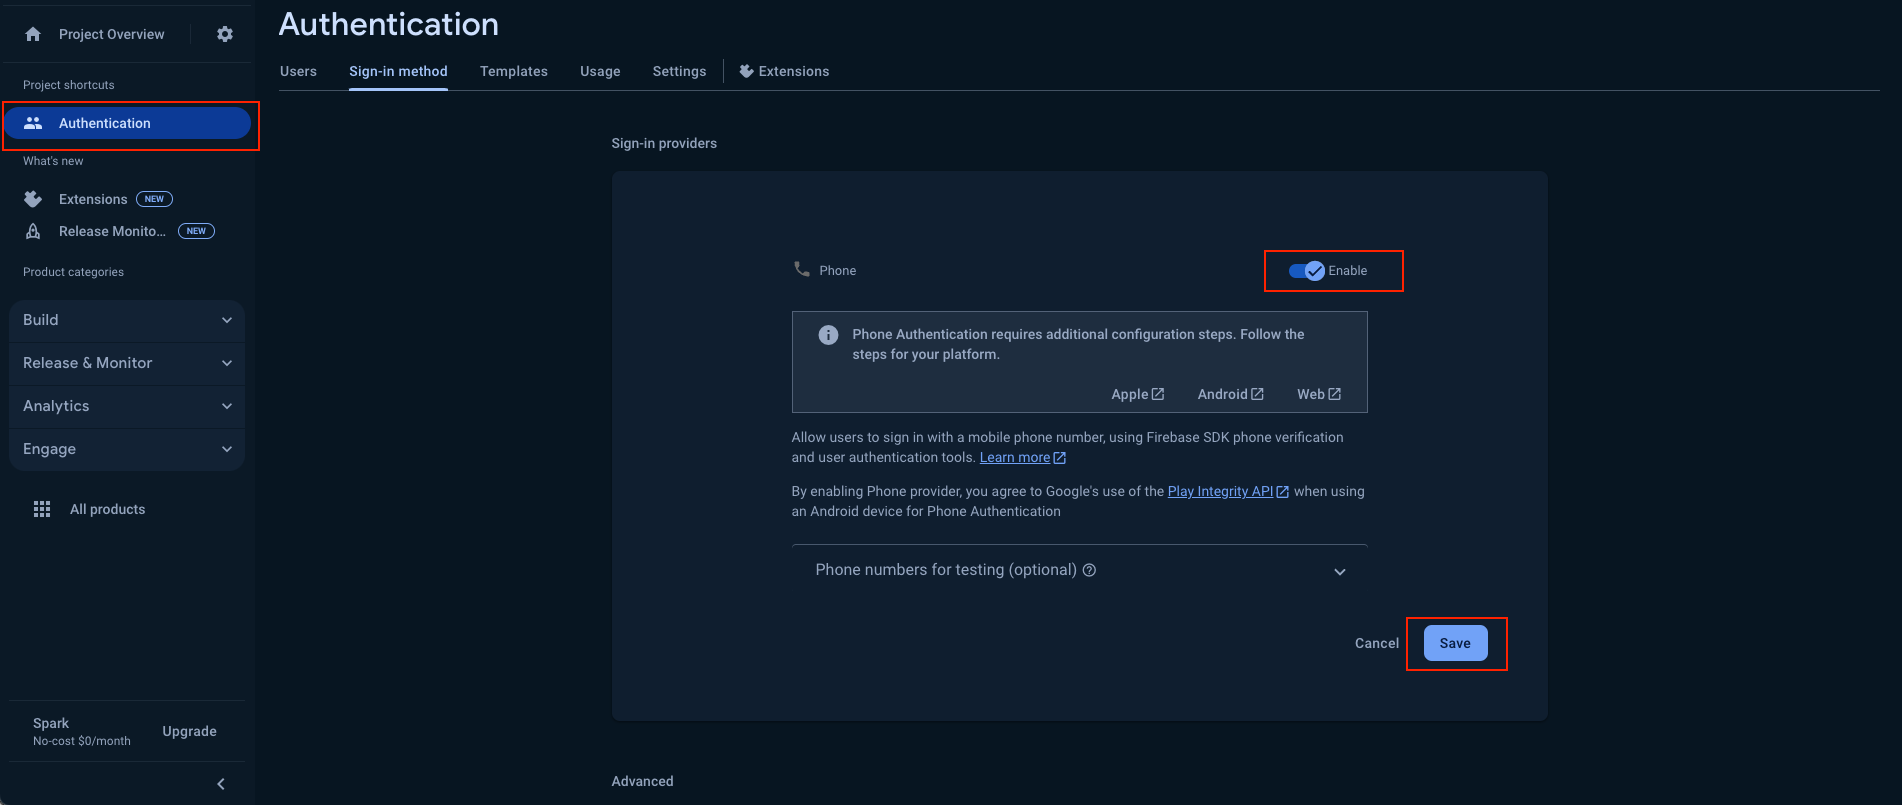 Project Overview
Project shortcuts
Authentication
What's new
Extensions NEW
Release Monito... NEW
Product categories
Build
Release & Monitor
Analytics
Engage
All products
Spark
No-cost $0/month
Upgrade
Authentication
Users Sign-in method Templates Usage Settings Extensions
Sign-in providers
Phone Enable
Phone Authentication requires additional configuration steps. Follow the
steps for your platform.
Apple Android Web
Allow users to sign in with a mobile phone number, using Firebase SDK phone verification
and user authentication tools. Learn more
By enabling Phone provider, you agree to Google's use of the Play Integrity API when using
an Android device for Phone Authentication
Phone numbers for testing (optional)
Cancel Save
Advanced